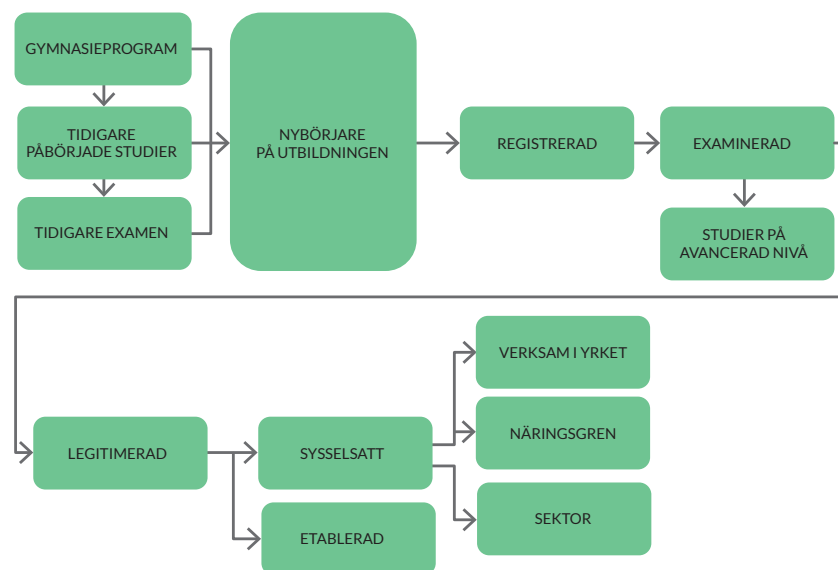 GYMNASIEPROGRAM
TIDIGARE
PÅBÖRJADE STUDIER
TIDIGARE EXAMEN
NYBÖRJARE
PÅ UTBILDNINGEN
REGISTRERAD
EXAMINERAD
STUDIER PÅ
AVANCERAD NIVÅ
LEGITIMERAD
SYSSELSATT
ETABLERAD
VERKSAM I YRKET
NÄRINGSGREN
SEKTOR